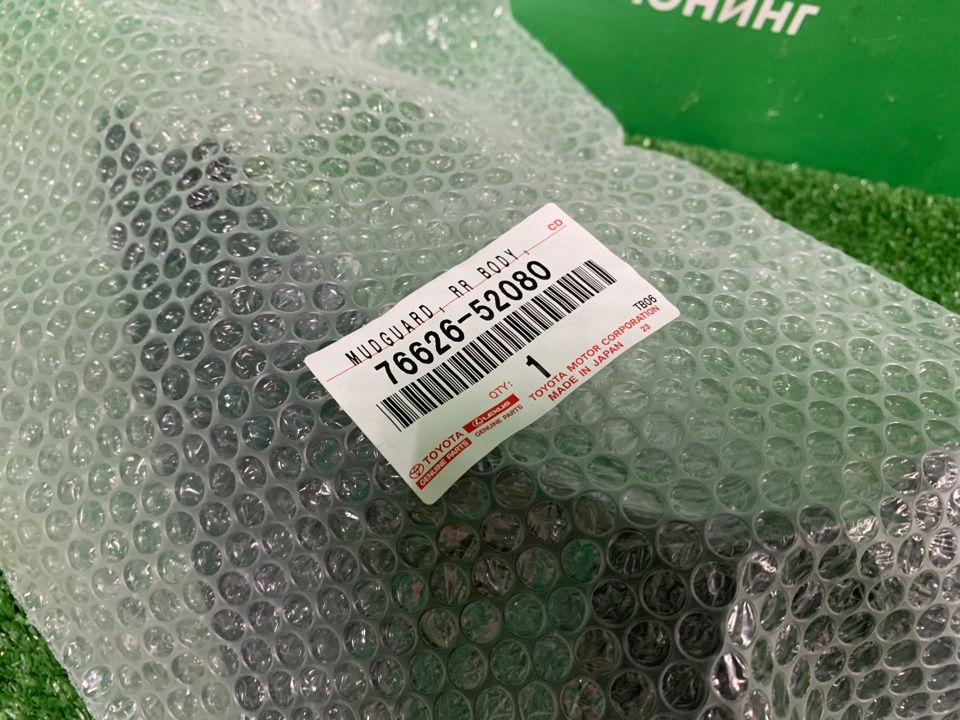 ЮНИНГ
CD
MUDGUARD, RR BODY,
76626-52080
QTY: 1
TB06
TOYOTA
GENUINE PARTS
LEXUS
GENUINE PARTS
TOYOTA MOTOR CORPORATION
MADE IN JAPAN 23